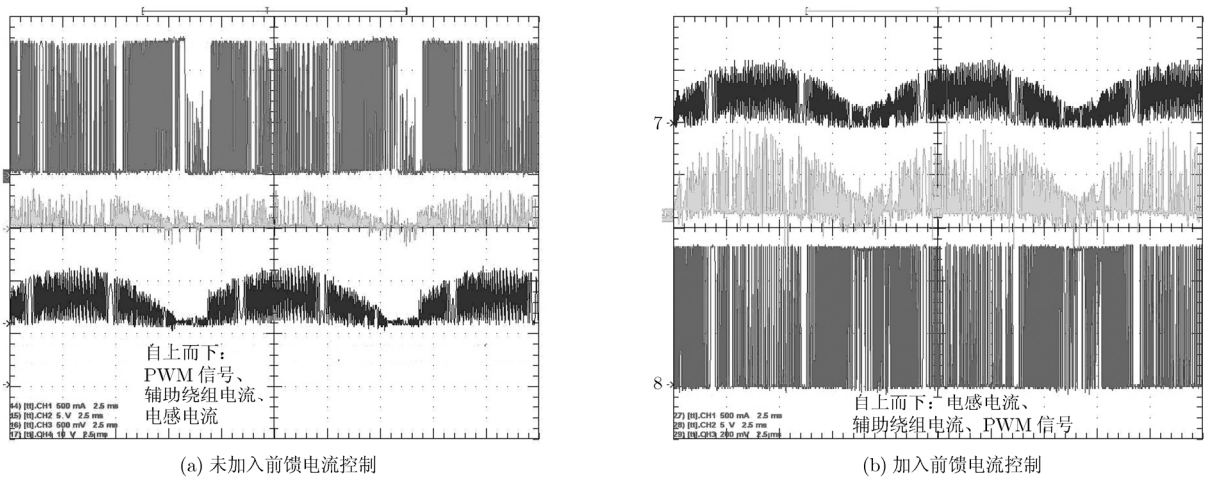 自上而下：
PWM 信号、
辅助绕组电流、
电感电流
44) [tt].CH1 500 mA 2.5 ms
15) [tt].CH2 5 V 2.5 ms
16) [tt].CH3 500 mV 2.5 ms
17) [tt].CH4 10 V 2.5 ms
(a) 未加入前馈电流控制
7
8
自上而下：电感电流、
辅助绕组电流、PWM 信号
27) [tt].CH1 500 mA 2.5 ms
28) [tt].CH2 5 V 2.5 ms
29) [tt].CH3 200 mV 2.5 ms
(b) 加入前馈电流控制